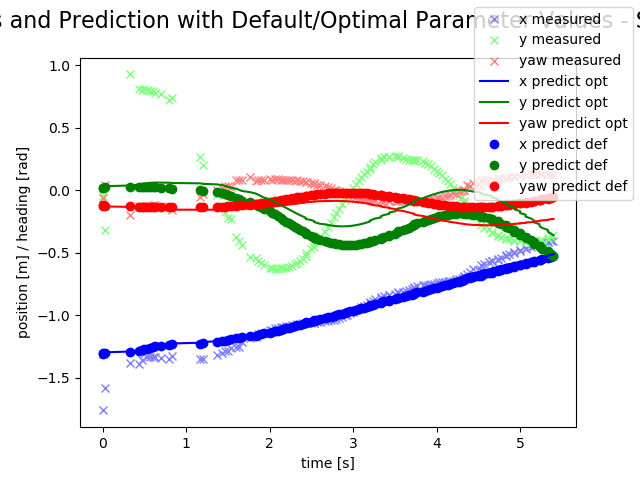 s and Prediction with Default/Optimal Parameter Values - S
x measured
y measured
yaw measured
x predict opt
y predict opt
yaw predict opt
x predict def
y predict def
yaw predict def
1.0
0.5
0.0
−0.5
−1.0
−1.5
position [m] / heading [rad]
0 1 2 3 4 5
time [s]